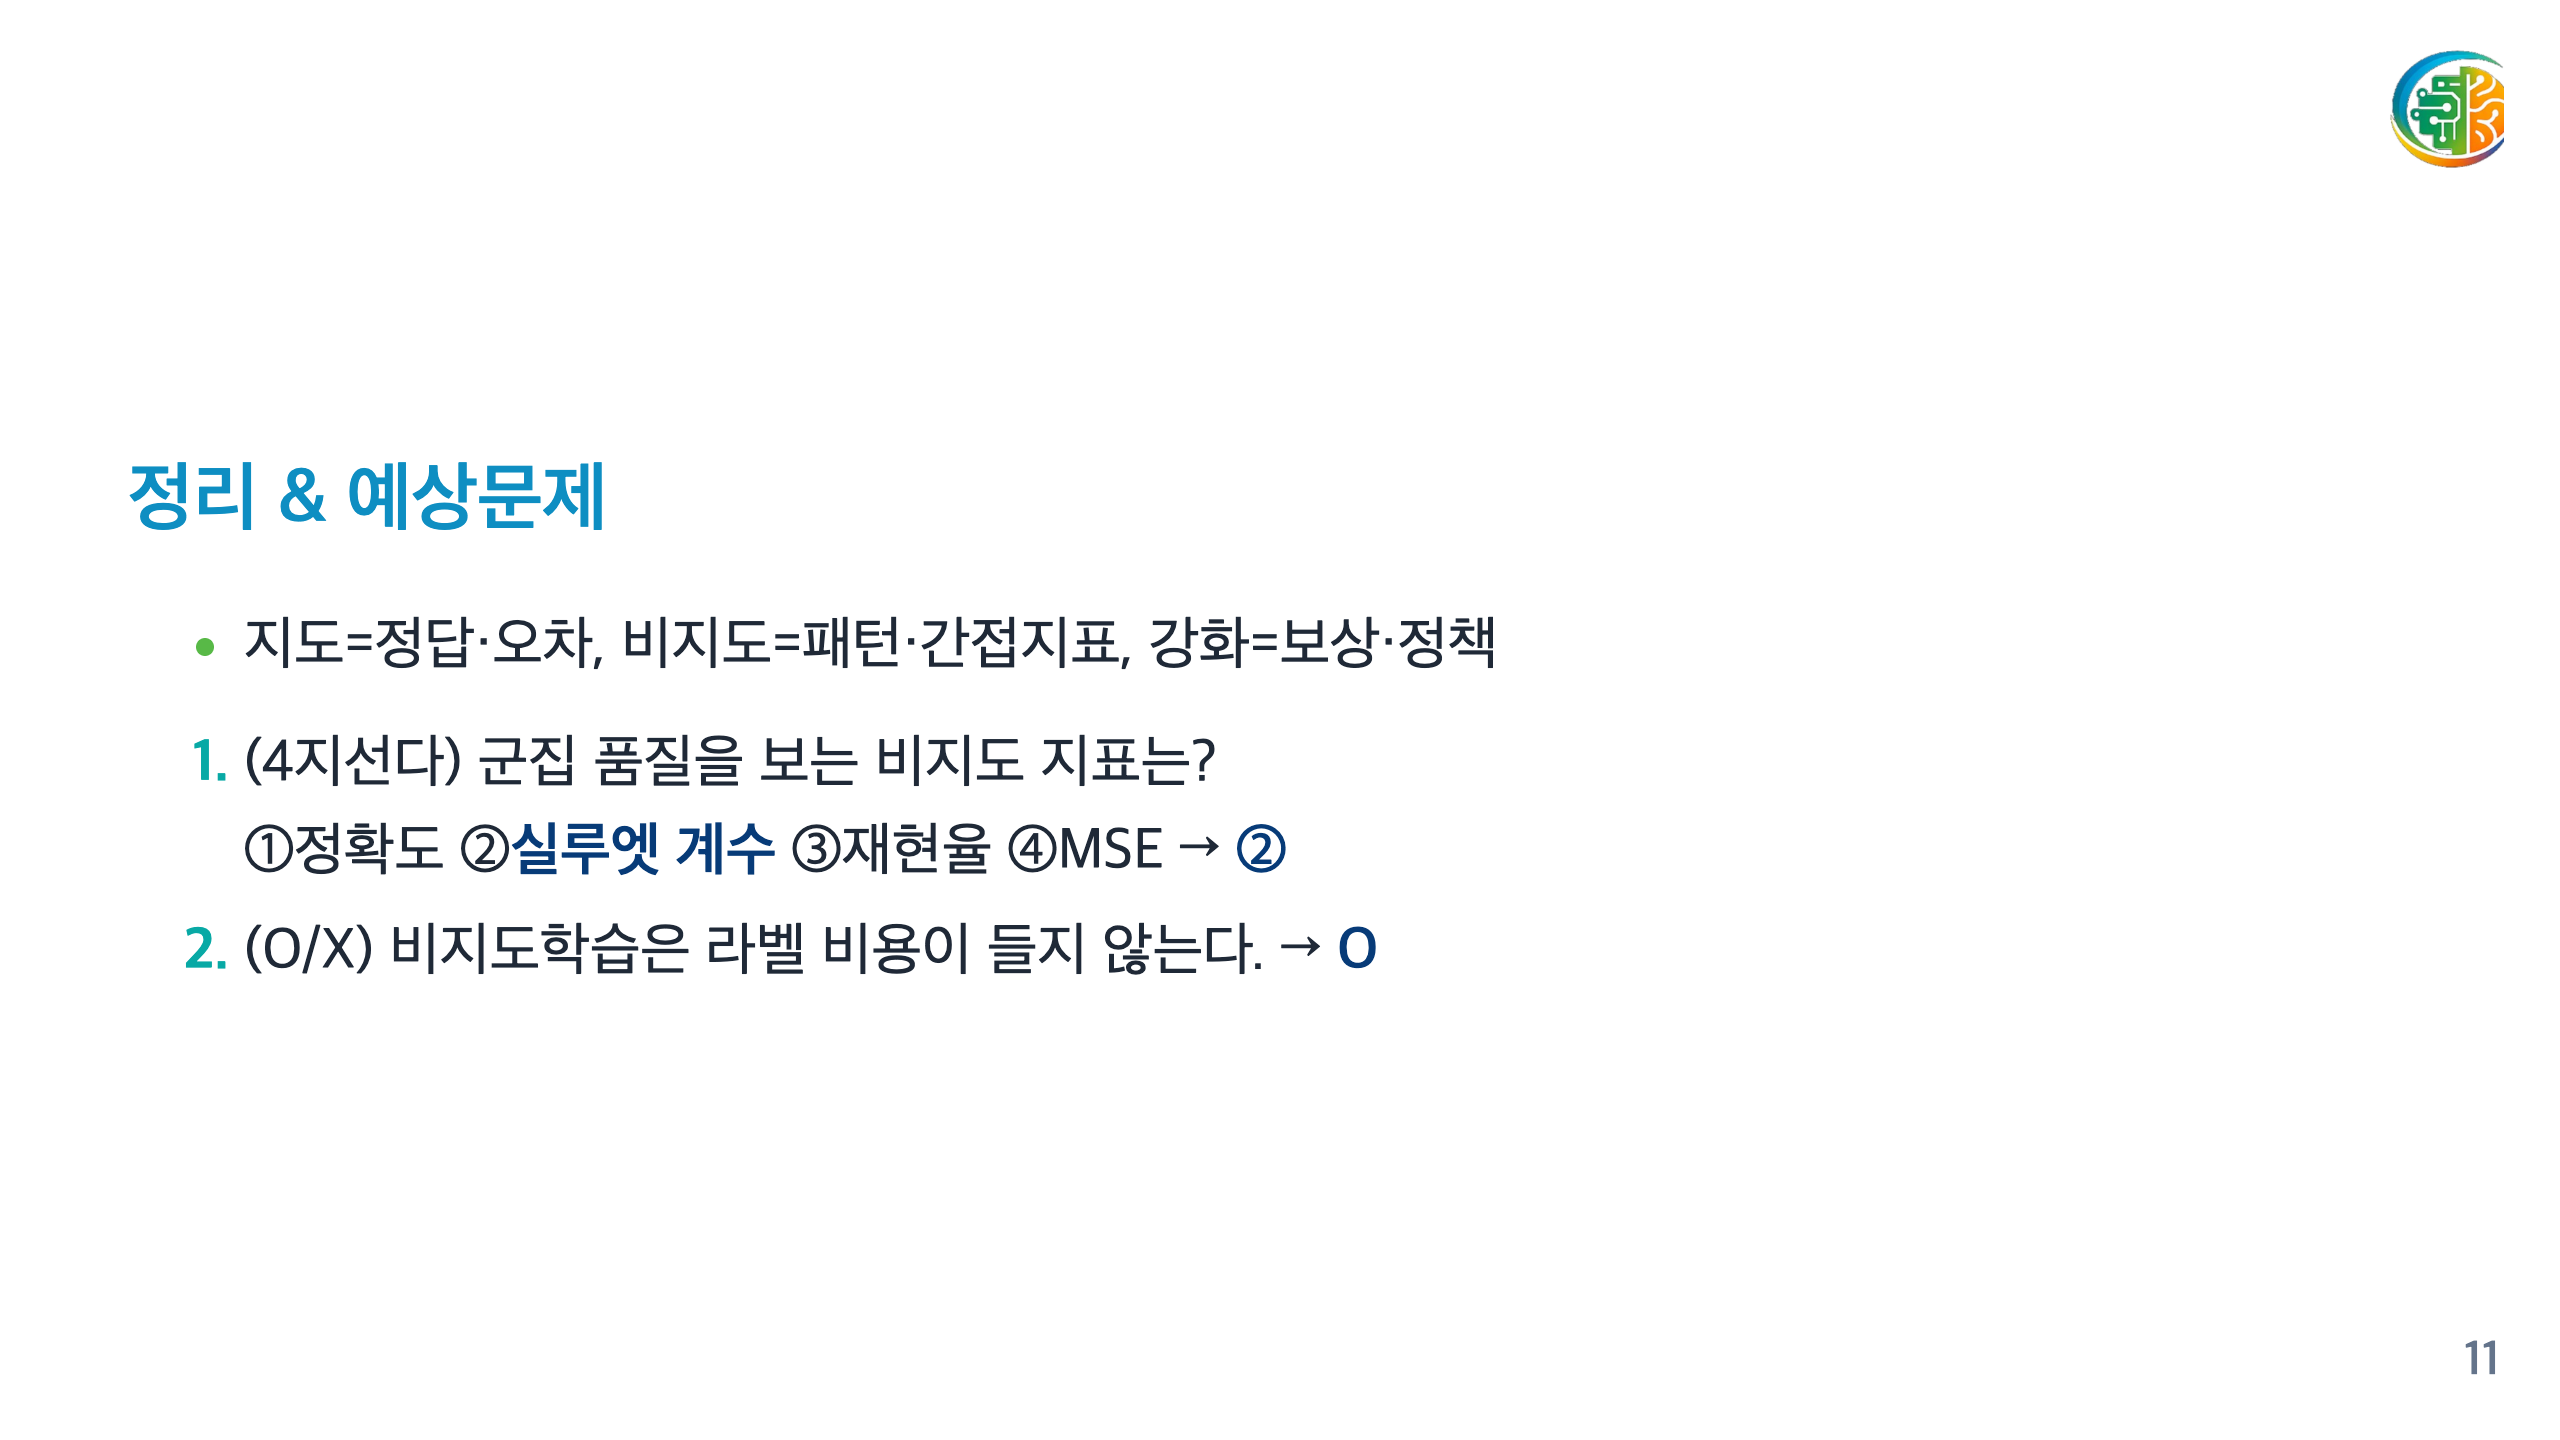 정리 & 예상문제
• 지도=정답·오차, 비지도=패턴·간접지표, 강화=보상·정책
1. (4지선다) 군집 품질을 보는 비지도 지표는?
①정확도 ②실루엣 계수 ③재현율 ④MSE → ②
2. (O/X) 비지도학습은 라벨 비용이 들지 않는다. → O
11